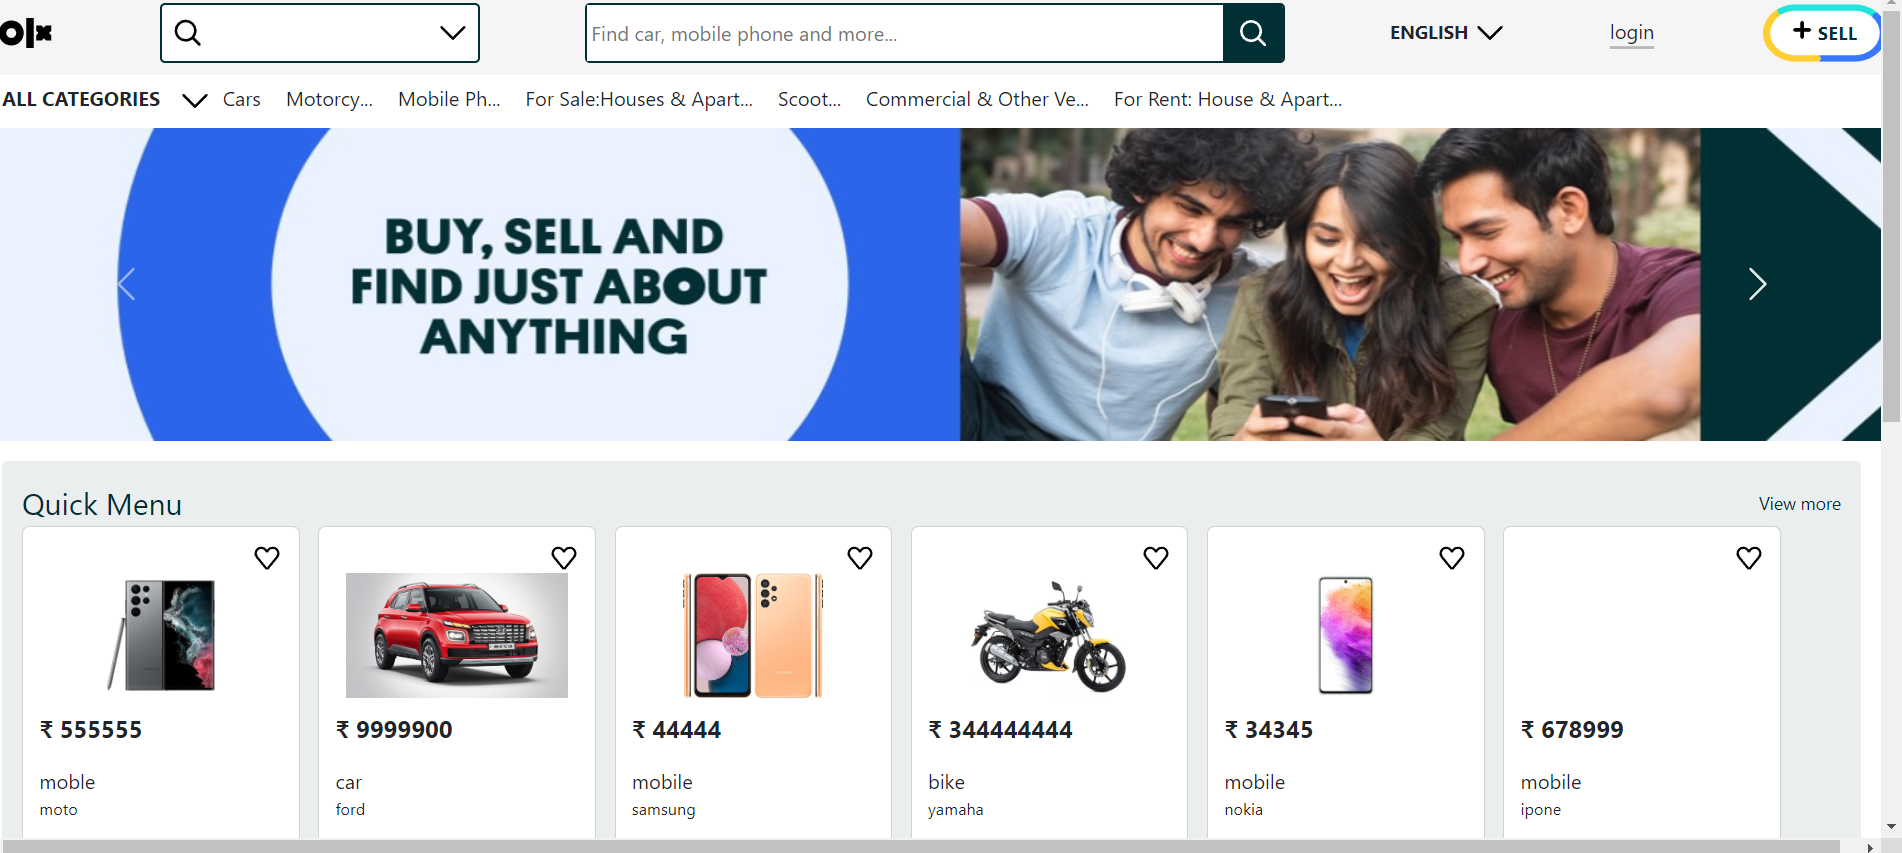 olx
Find car, mobile phone and more...
ENGLISH
login
+ SELL
ALL CATEGORIES
Cars
Motorcy...
Mobile Ph...
For Sale:Houses & Apart...
Scoot...
Commercial & Other Ve...
For Rent: House & Apart...
BUY, SELL AND
FIND JUST ABOUT
ANYTHING
Quick Menu
View more
₹ 555555
moble
moto
₹ 9999900
car
ford
₹ 44444
mobile
samsung
₹ 344444444
bike
yamaha
₹ 34345
mobile
nokia
₹ 678999
mobile
ipone